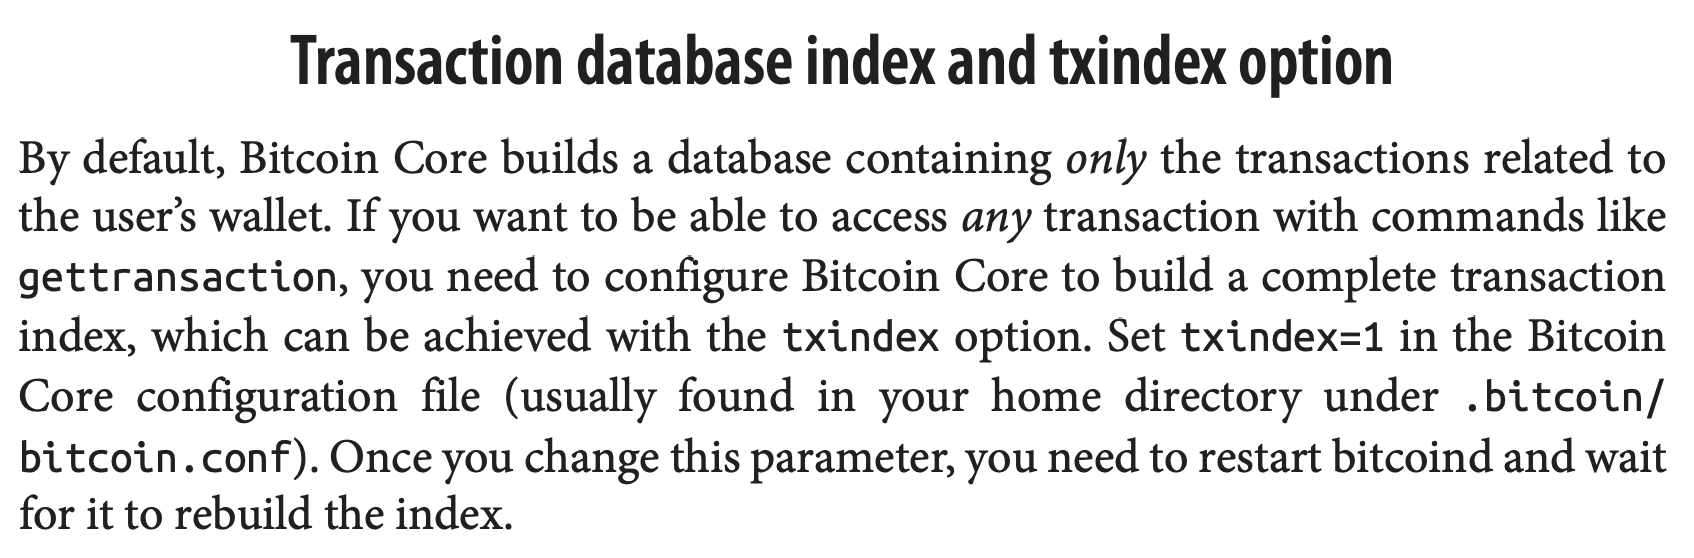 Transaction database index and txindex option
By default, Bitcoin Core builds a database containing only the transactions related to
the user’s wallet. If you want to be able to access any transaction with commands like
gettransaction, you need to configure Bitcoin Core to build a complete transaction
index, which can be achieved with the txindex option. Set txindex=1 in the Bitcoin
Core configuration file (usually found in your home directory under .bitcoin/
bitcoin.conf). Once you change this parameter, you need to restart bitcoind and wait
for it to rebuild the index.